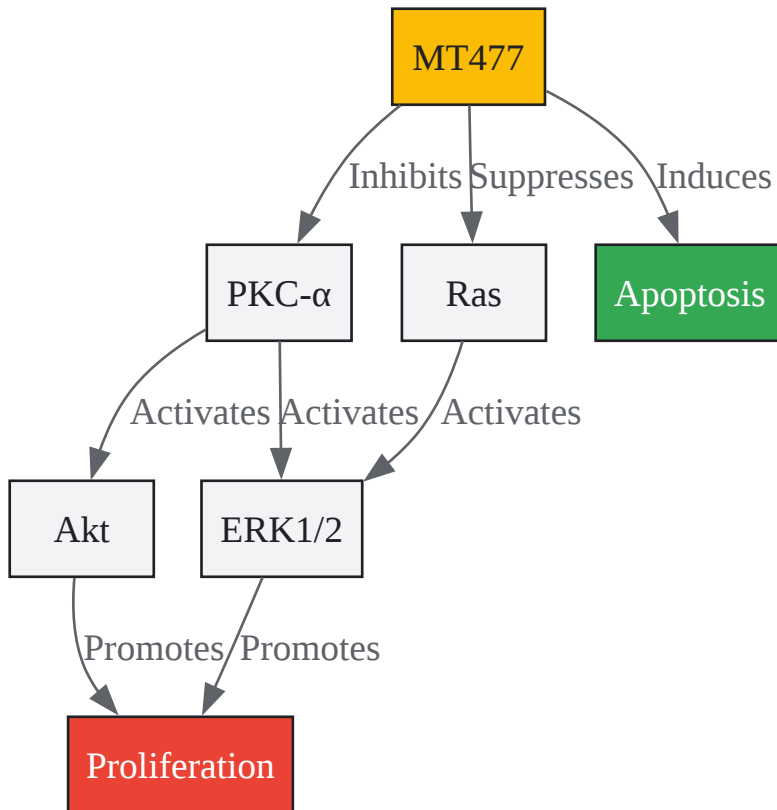 MT477
Inhibits
Suppresses
Induces
PKC-α
Ras
Apoptosis
Activates
Activates
Activates
Akt
ERK1/2
Promotes
Promotes
Proliferation